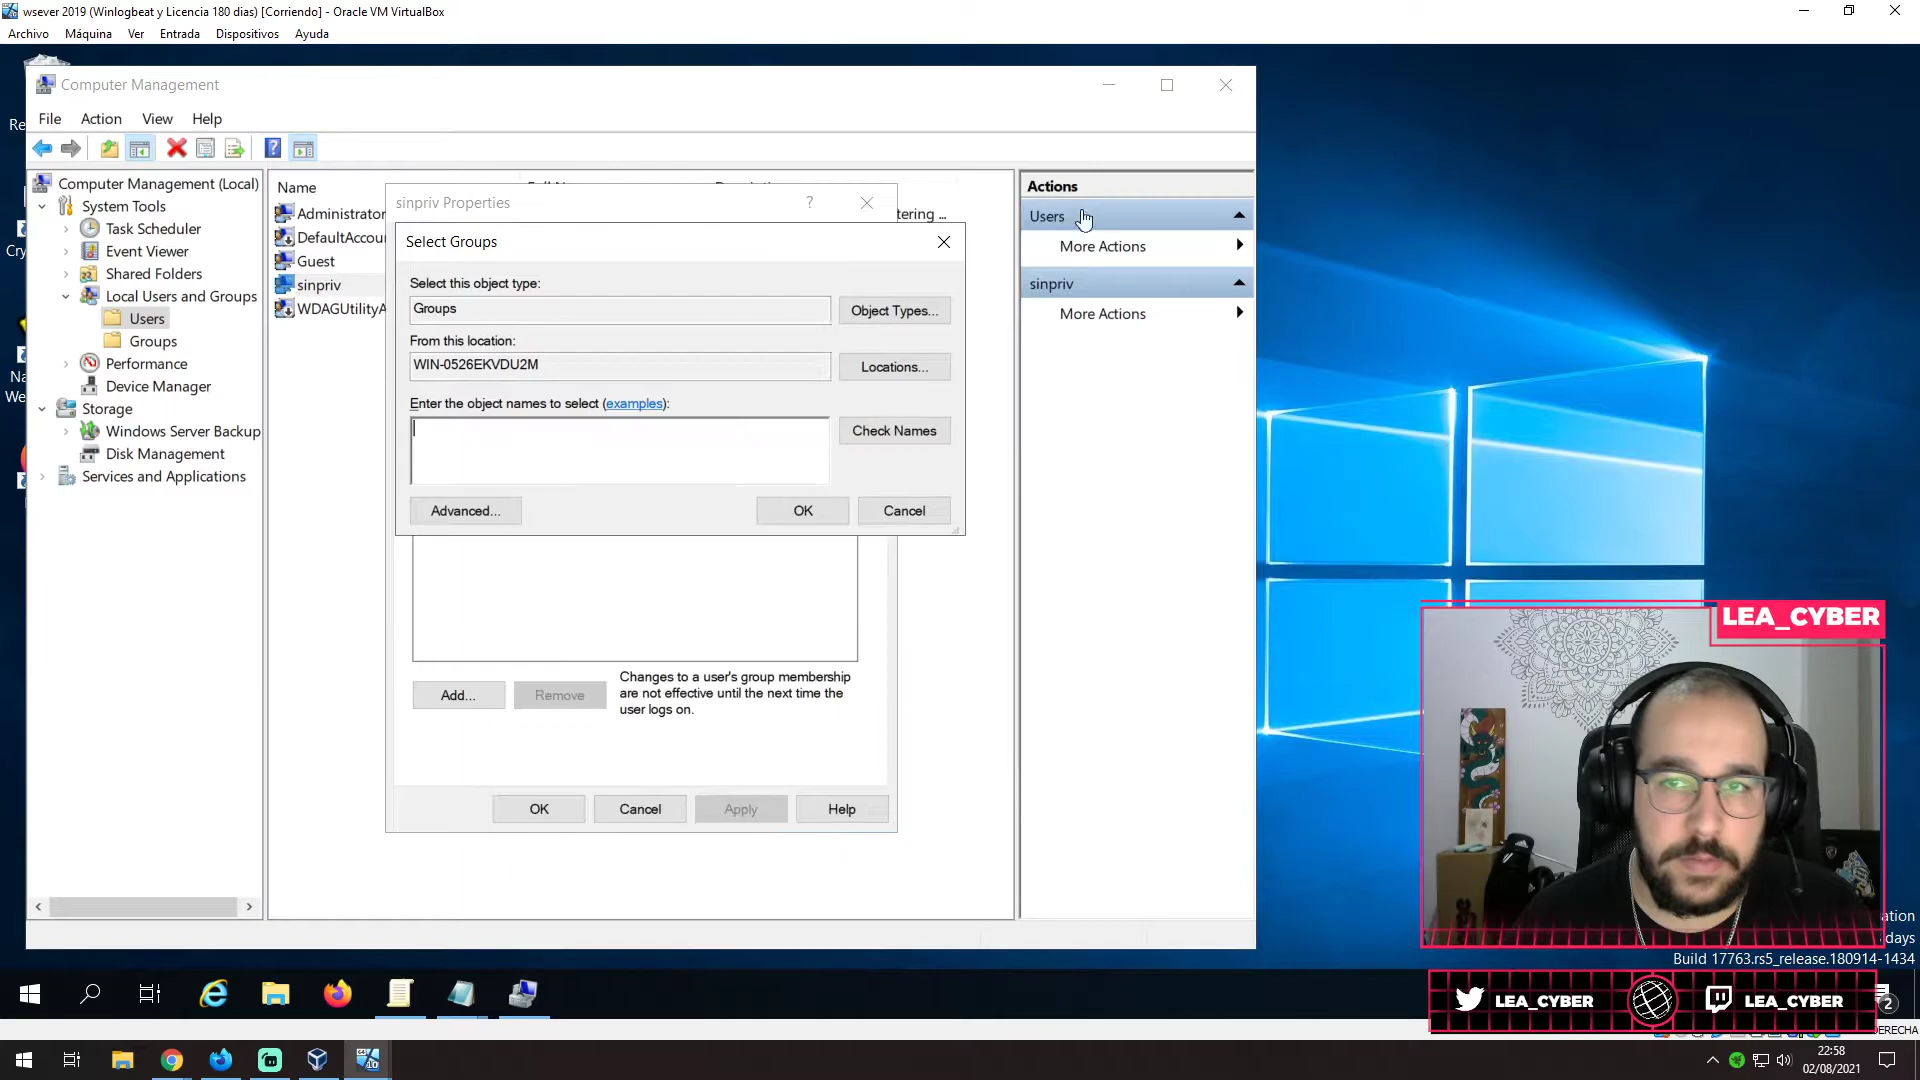 wsever 2019 (Winlogbeat y Licencia 180 dias) [Corriendo] - Oracle VM VirtualBox
Archivo Máquina Ver Entrada Dispositivos Ayuda
Computer Management
File Action View Help
Computer Management (Local)
System Tools
Task Scheduler
Event Viewer
Shared Folders
Local Users and Groups
Users
Groups
Performance
Device Manager
Storage
Windows Server Backup
Disk Management
Services and Applications
Name
Administrator
DefaultAccou
Guest
sinpriv
WDAGUtilityA
tering ...
sinpriv Properties
?
Select Groups
Select this object type:
Groups
Object Types...
From this location:
WIN-0526EKVDU2M
Locations...
Enter the object names to select (examples):
Check Names
Advanced...
OK
Cancel
Add...
Remove
Changes to a user's group membership
are not effective until the next time the
user logs on.
OK
Cancel
Apply
Help
Actions
Users
More Actions
sinpriv
More Actions
Re
Cry
Na
We
LEA_CYBER
ation
days
Build 17763.rs5_release.180914-1434
LEA_CYBER
LEA_CYBER
2
DERECHA
22:58
02/08/2021